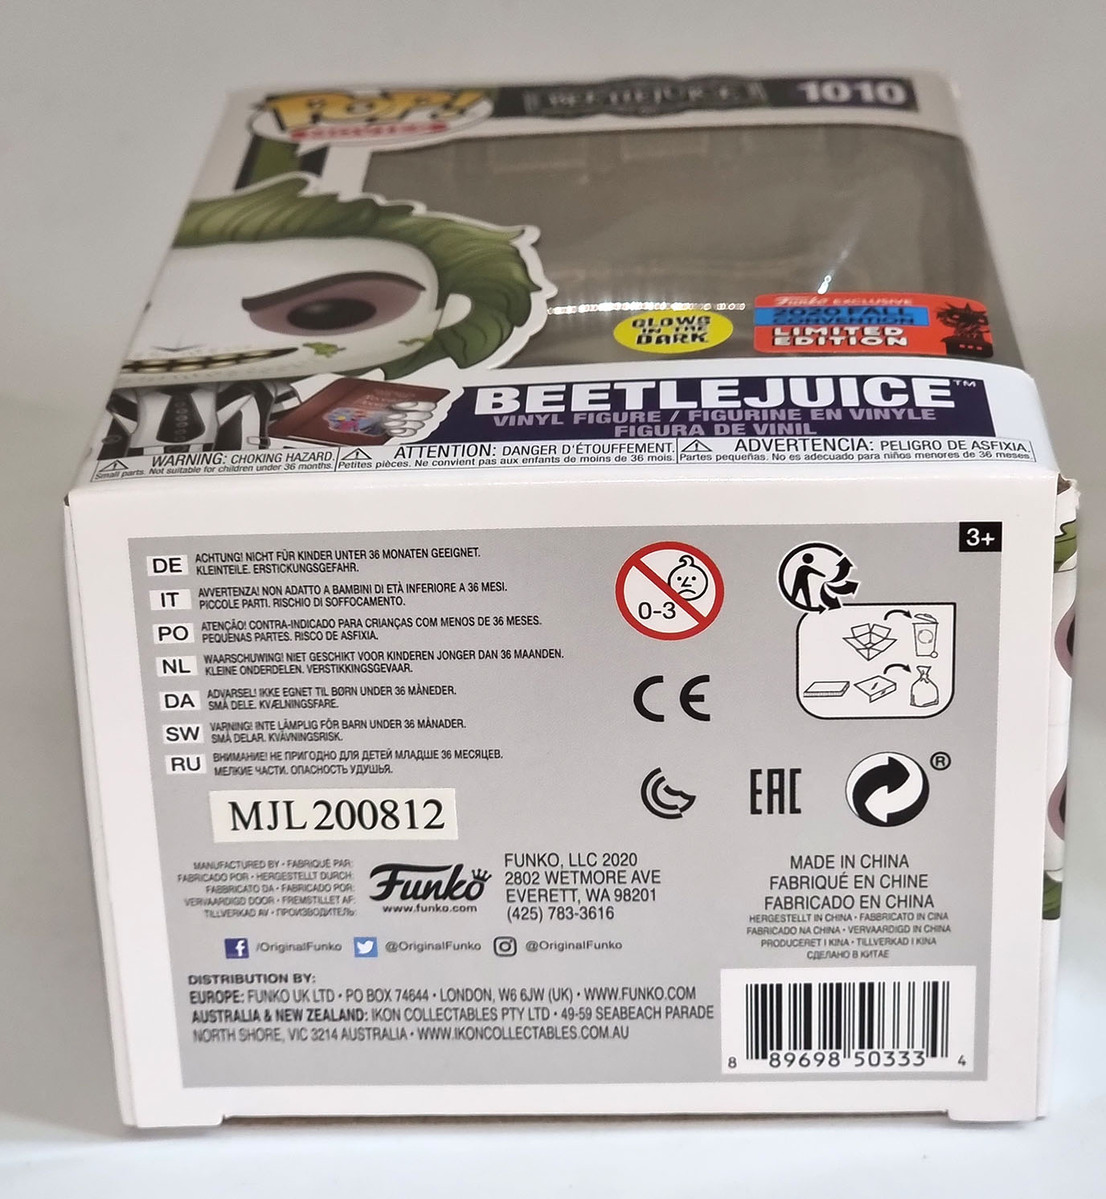 POP!
MOVIES
BEETLEJUICE
1010
GLOWS
IN THE
DARK
Funko EXCLUSIVE
2020 FALL
CONVENTION
LIMITED
EDITION
BEETLEJUICE™
VINYL FIGURE / FIGURINE EN VINYLE
FIGURA DE VINIL
WARNING: CHOKING HAZARD.
Small parts. Not suitable for children under 36 months.
ATTENTION: DANGER D'ÉTOUFFEMENT.
Petites pièces. Ne convient pas aux enfants de moins de 36 mois.
ADVERTENCIA: PELIGRO DE ASFIXIA.
Partes pequeñas. No es adecuado para niños menores de 36 meses.
3+
DE ACHTUNG! NICHT FÜR KINDER UNTER 36 MONATEN GEEIGNET.
KLEINTEILE. ERSTICKUNGSGEFAHR.
IT AVVERTENZA! NON ADATTO A BAMBINI DI ETÀ INFERIORE A 36 MESI.
PICCOLE PARTI. RISCHIO DI SOFFOCAMENTO.
PO ATENÇÃO! CONTRA-INDICADO PARA CRIANÇAS COM MENOS DE 36 MESES.
PEQUENAS PARTES. RISCO DE ASFIXIA.
NL WAARSCHUWING! NIET GESCHIKT VOOR KINDEREN JONGER DAN 36 MAANDEN.
KLEINE ONDERDELEN. VERSTIKKINGSGEVAAR.
DA ADVARSEL! IKKE EGNET TIL BØRN UNDER 36 MÅNEDER.
SMÅ DELE. KVÆLNINGSFARE.
SW VARNING! INTE LÄMPLIG FÖR BARN UNDER 36 MÅNADER.
SMÅ DELAR. KVÄVNINGSRISK.
RU ВНИМАНИЕ! НЕ ПРИГОДНО ДЛЯ ДЕТЕЙ МЛАДШЕ 36 МЕСЯЦЕВ.
МЕЛКИЕ ЧАСТИ. ОПАСНОСТЬ УДУШЬЯ.
0-3
CE
EAC
®
MJL200812
MANUFACTURED BY • FABRIQUÉ PAR:
FABRICADO POR • HERGESTELLT DURCH:
FABBRICATO DA • FABRICADO POR:
VERVAARDIGD DOOR • FREMSTILLET AF:
TILLVERKAD AV • ПРОИЗВОДИТЕЛЬ:
Funko
www.funko.com
FUNKO, LLC 2020
2802 WETMORE AVE
EVERETT, WA 98201
(425) 783-3616
MADE IN CHINA
FABRIQUÉ EN CHINE
FABRICADO EN CHINA
HERGESTELLT IN CHINA • FABBRICATO IN CINA
FABRICADO NA CHINA • VERVAARDIGD IN CHINA
PRODUCERET I KINA • TILLVERKAD I KINA
СДЕЛАНО В КИТАЕ
/OriginalFunko @OriginalFunko @OriginalFunko
DISTRIBUTION BY:
EUROPE: FUNKO UK LTD • PO BOX 74644 • LONDON, W6 6JW (UK) • WWW.FUNKO.COM
AUSTRALIA & NEW ZEALAND: IKON COLLECTABLES PTY LTD • 49-59 SEABEACH PARADE
NORTH SHORE, VIC 3214 AUSTRALIA • WWW.IKONCOLLECTABLES.COM.AU
8 89698 50333 4